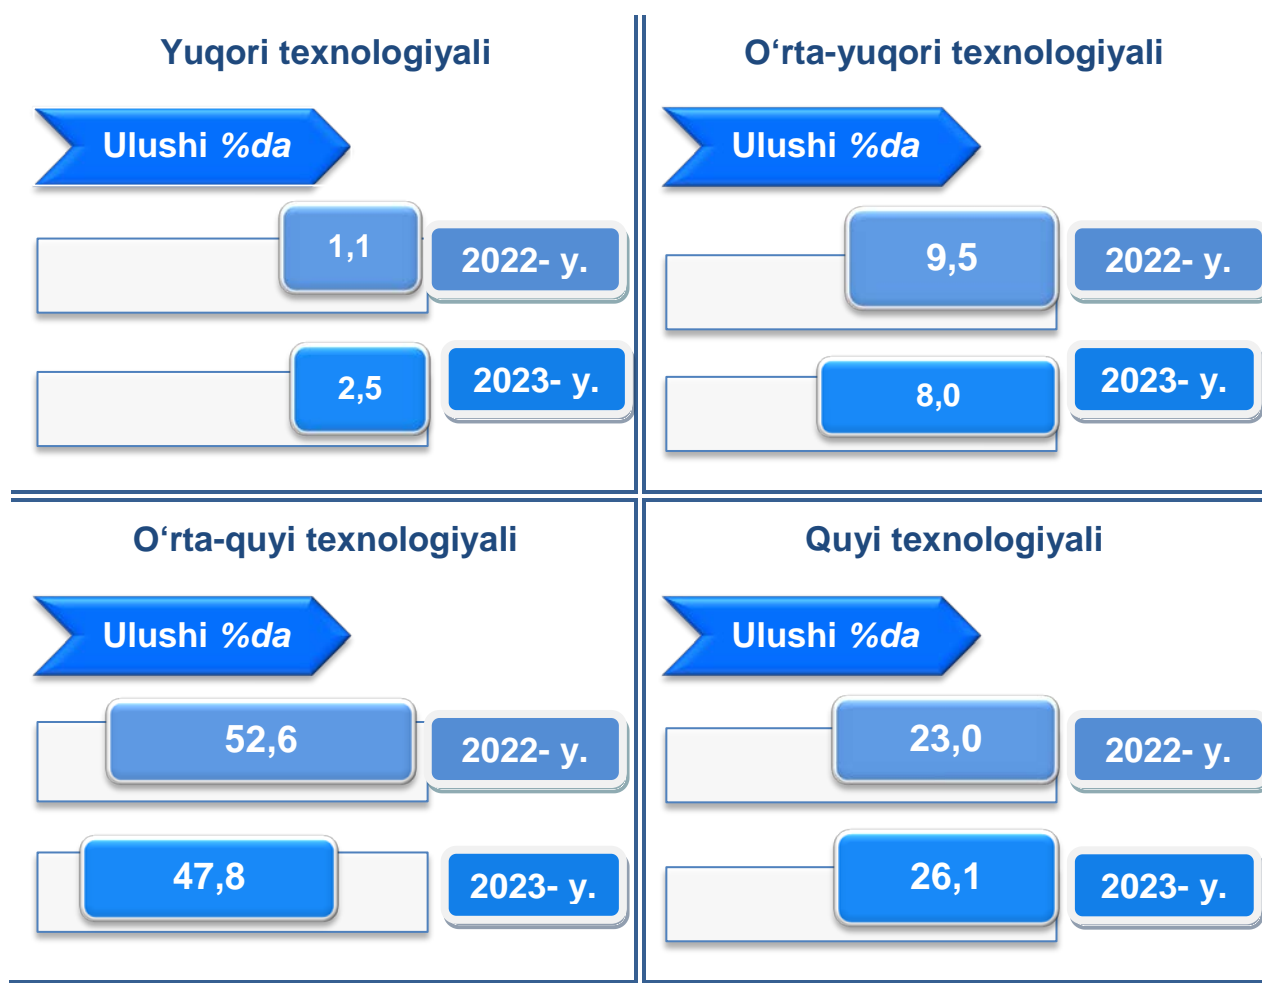 Yuqori texnologiyali
Ulushi %da
1,1
2022- y.
2,5
2023- y.
O‘rta-yuqori texnologiyali
Ulushi %da
9,5
2022- y.
8,0
2023- y.
O‘rta-quyi texnologiyali
Ulushi %da
52,6
2022- y.
47,8
2023- y.
Quyi texnologiyali
Ulushi %da
23,0
2022- y.
26,1
2023- y.